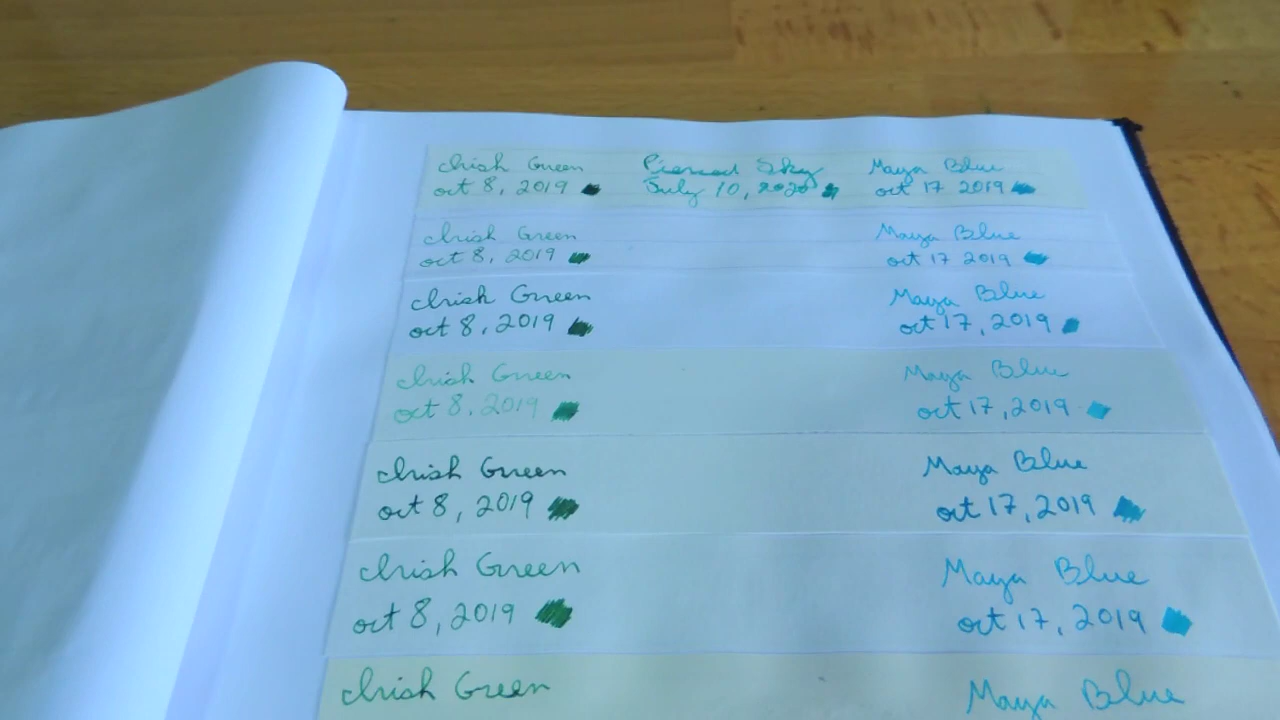 Irish Green Pierced Sky Maya Blue
oct 8, 2019 July 10, 2020 oct 17 2019
Irish Green Maya Blue
oct 8, 2019 oct 17 2019
Irish Green Maya Blue
oct 8, 2019 oct 17, 2019
Irish Green Maya Blue
oct 8, 2019 oct 17, 2019
Irish Green Maya Blue
oct 8, 2019 oct 17, 2019
Irish Green Maya Blue
oct 8, 2019 oct 17, 2019
Irish Green Maya Blue